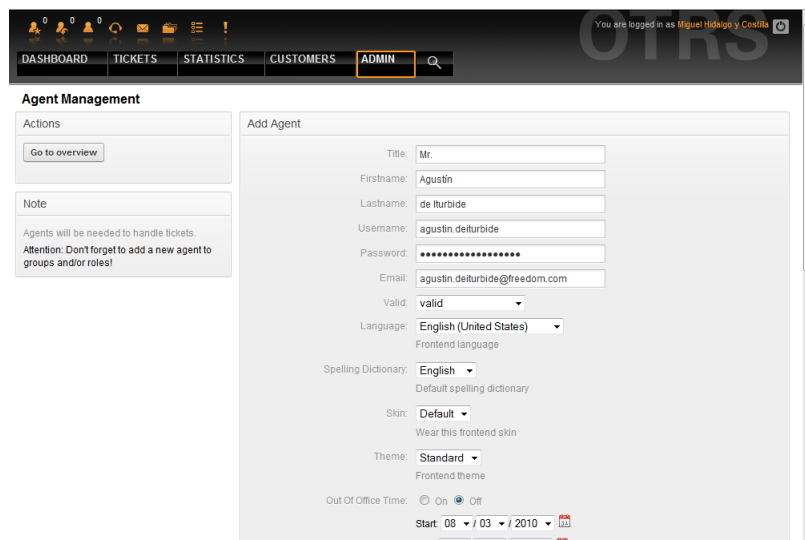 0 0 0
You are logged in as Miguel Hidalgo y Costilla
OTRS
DASHBOARD TICKETS STATISTICS CUSTOMERS ADMIN
Agent Management
Actions
Go to overview
Note
Agents will be needed to handle tickets.
Attention: Don't forget to add a new agent to
groups and/or roles!
Add Agent
Title: Mr.
Firstname: Agustín
Lastname: de Iturbide
Username: agustin.deiturbide
Password: ••••••••••••••••••
Email: agustin.deiturbide@freedom.com
Valid: valid
Language: English (United States)
Frontend language
Spelling Dictionary: English
Default spelling dictionary
Skin: Default
Wear this frontend skin
Theme: Standard
Frontend theme
Out Of Office Time: On Off
Start: 08 / 03 / 2010